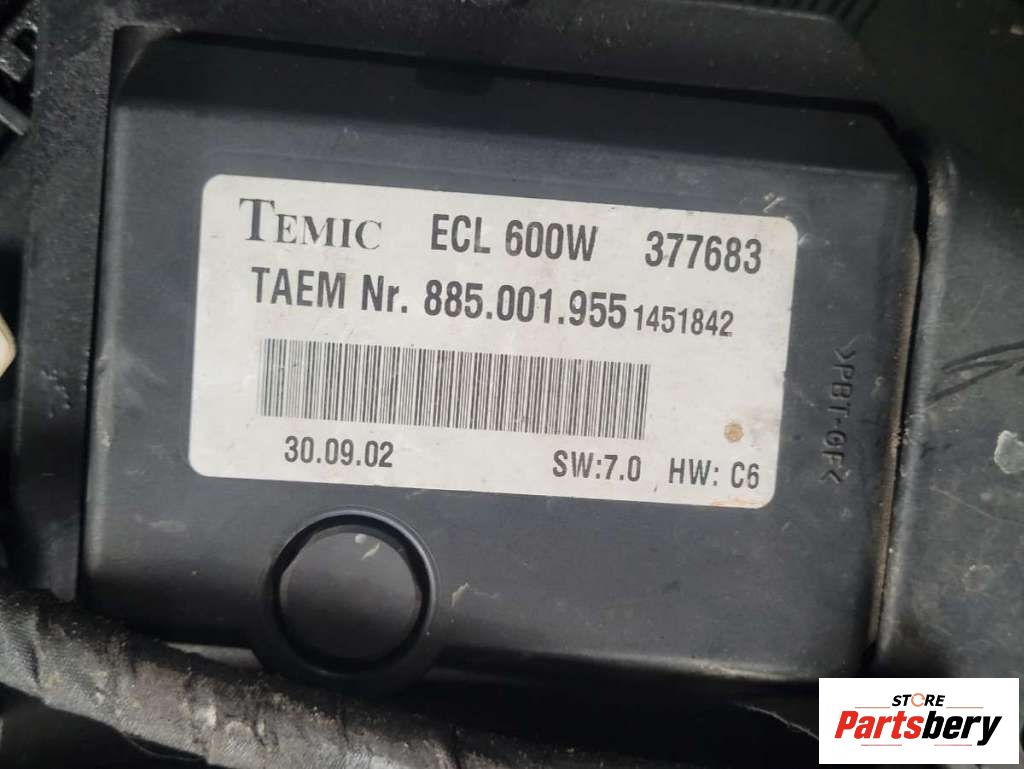 TEMIC ECL 600W 377683
TAEM Nr. 885.001.955 1451842
30.09.02 SW:7.0 HW: C6
>PBT-GF<
STORE
Partsbery